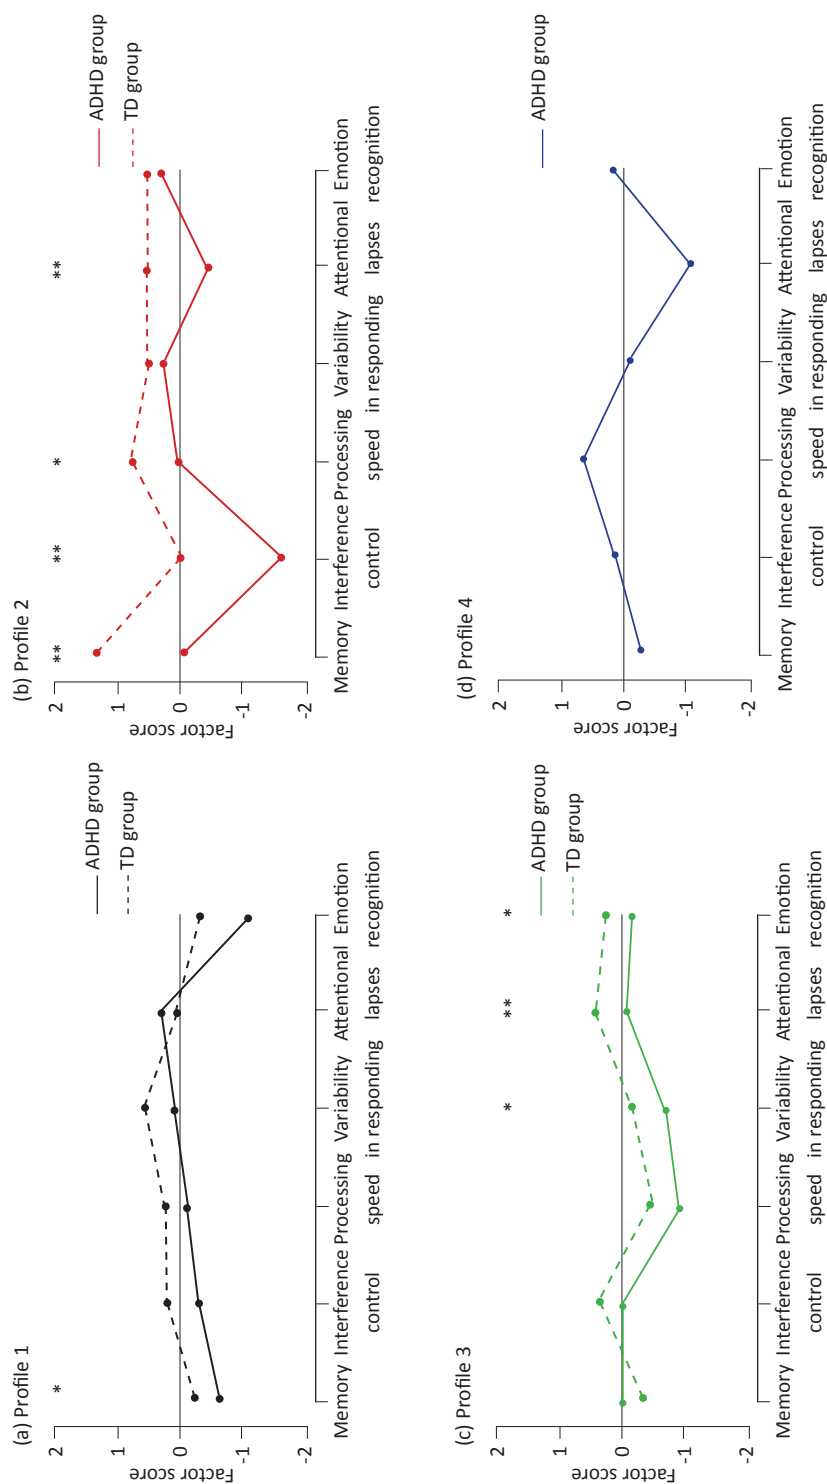 (a) Profile 1
*
2
1
0
-1
-2
Factor score
Memory Interference Processing Variability Attentional Emotion
control speed in responding lapses recognition
ADHD group
TD group
(b) Profile 2
** ** * **
2
1
0
-1
-2
Factor score
Memory Interference Processing Variability Attentional Emotion
control speed in responding lapses recognition
ADHD group
TD group
(c) Profile 3
* ** *
2
1
0
-1
-2
Factor score
Memory Interference Processing Variability Attentional Emotion
control speed in responding lapses recognition
ADHD group
TD group
(d) Profile 4
2
1
0
-1
-2
Factor score
Memory Interference Processing Variability Attentional Emotion
control speed in responding lapses recognition
ADHD group